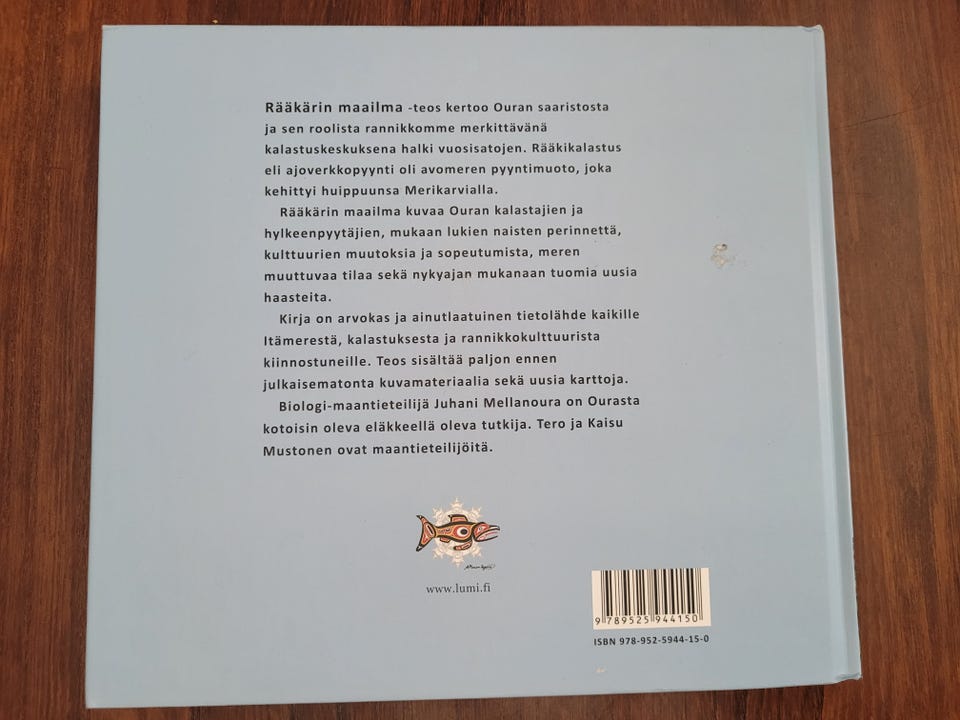 Rääkärin maailma -teos kertoo Ouran saaristosta
ja sen roolista rannikkomme merkittävänä
kalastuskeskuksena halki vuosisatojen. Rääkikalastus
eli ajoverkkopyynti oli avomeren pyyntimuoto, joka
kehittyi huippuunsa Merikarvialla.
Rääkärin maailma kuvaa Ouran kalastajien ja
hylkeenpyytäjien, mukaan lukien naisten perinnettä,
kulttuurien muutoksia ja sopeutumista, meren
muuttuvaa tilaa sekä nykyajan mukanaan tuomia uusia
haasteita.
Kirja on arvokas ja ainutlaatuinen tietolähde kaikille
Itämerestä, kalastuksesta ja rannikkokulttuurista
kiinnostuneille. Teos sisältää paljon ennen
julkaisematonta kuvamateriaalia sekä uusia karttoja.
Biologi-maantieteilijä Juhani Mellanoura on Ourasta
kotoisin oleva eläkkeellä oleva tutkija. Tero ja Kaisu
Mustonen ovat maantieteilijöitä.
www.lumi.fi
9 789525 944150
ISBN 978-952-5944-15-0